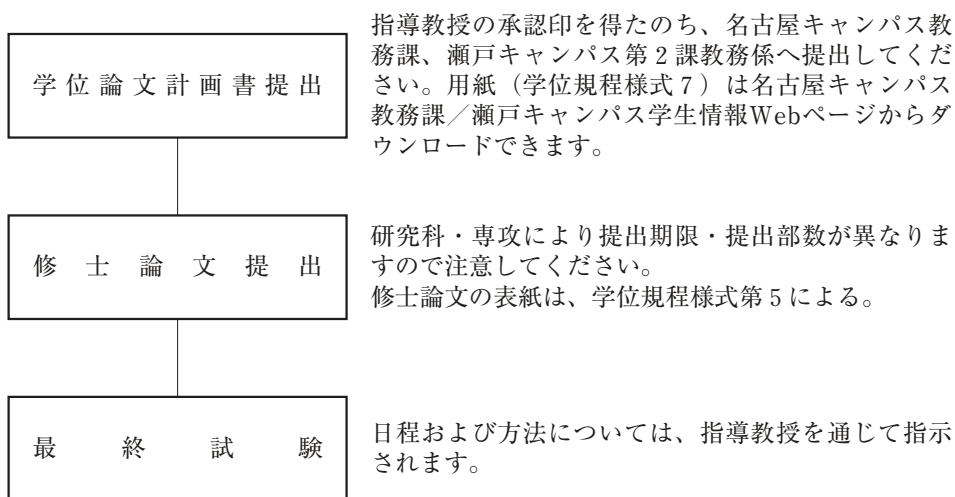 学位論文計画書提出
指導教授の承認印を得たのち、名古屋キャンパス教
務課、瀬戸キャンパス第２課教務係へ提出してくだ
さい。用紙（学位規程様式７）は名古屋キャンパス
教務課／瀬戸キャンパス学生情報Webページからダ
ウンロードできます。
修士論文提出
研究科・専攻により提出期限・提出部数が異なりま
すので注意してください。
修士論文の表紙は、学位規程様式第５による。
最終試験
日程および方法については、指導教授を通じて指示
されます。